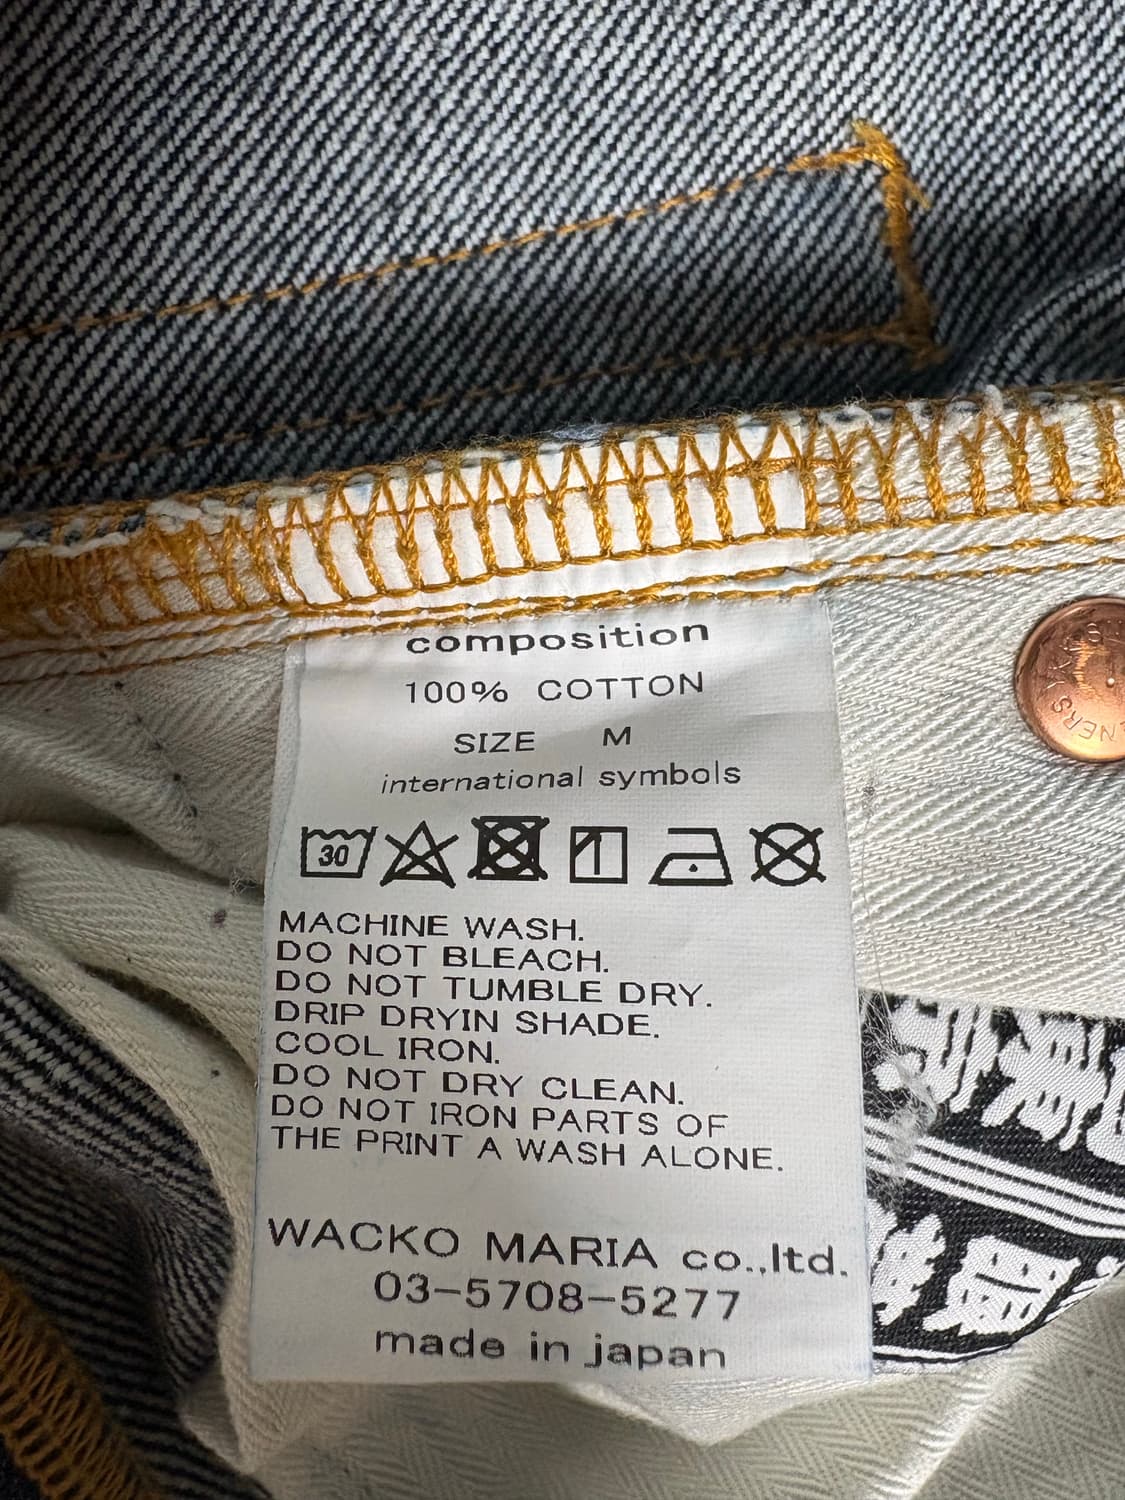 composition
100% COTTON
SIZE M
international symbols
30
MACHINE WASH.
DO NOT BLEACH.
DO NOT TUMBLE DRY.
DRIP DRYIN SHADE.
COOL IRON.
DO NOT DRY CLEAN.
DO NOT IRON PARTS OF
THE PRINT A WASH ALONE.
WACKO MARIA co.,ltd.
03-5708-5277
made in japan